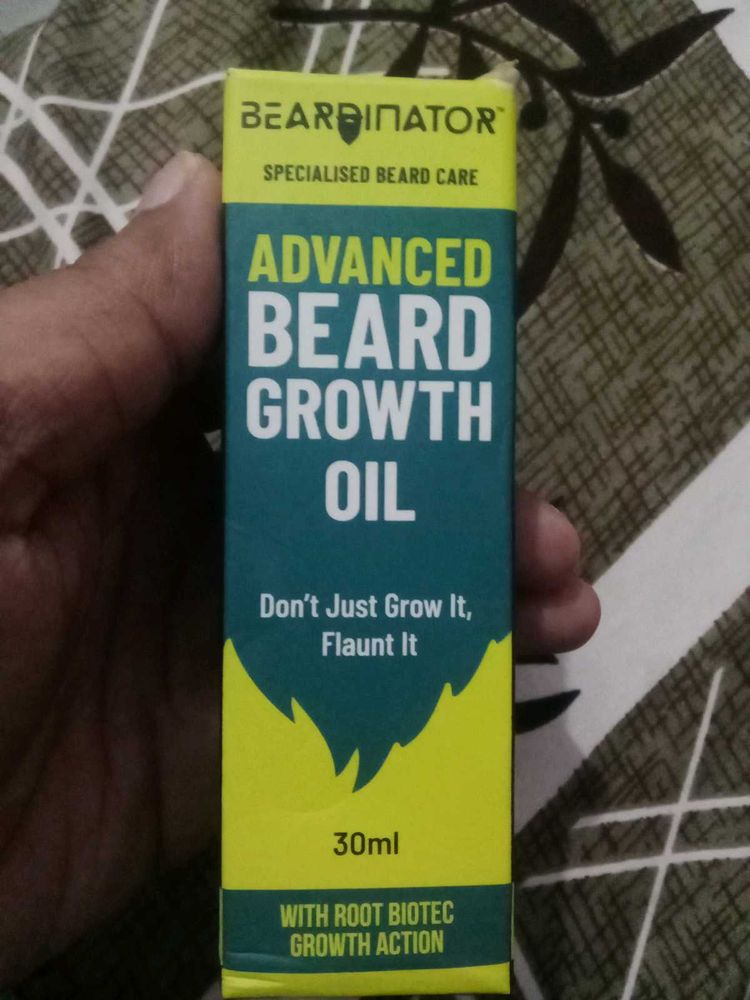 BEARDINATOR™
SPECIALISED BEARD CARE
ADVANCED
BEARD
GROWTH
OIL
Don't Just Grow It,
Flaunt It
30ml
WITH ROOT BIOTEC
GROWTH ACTION